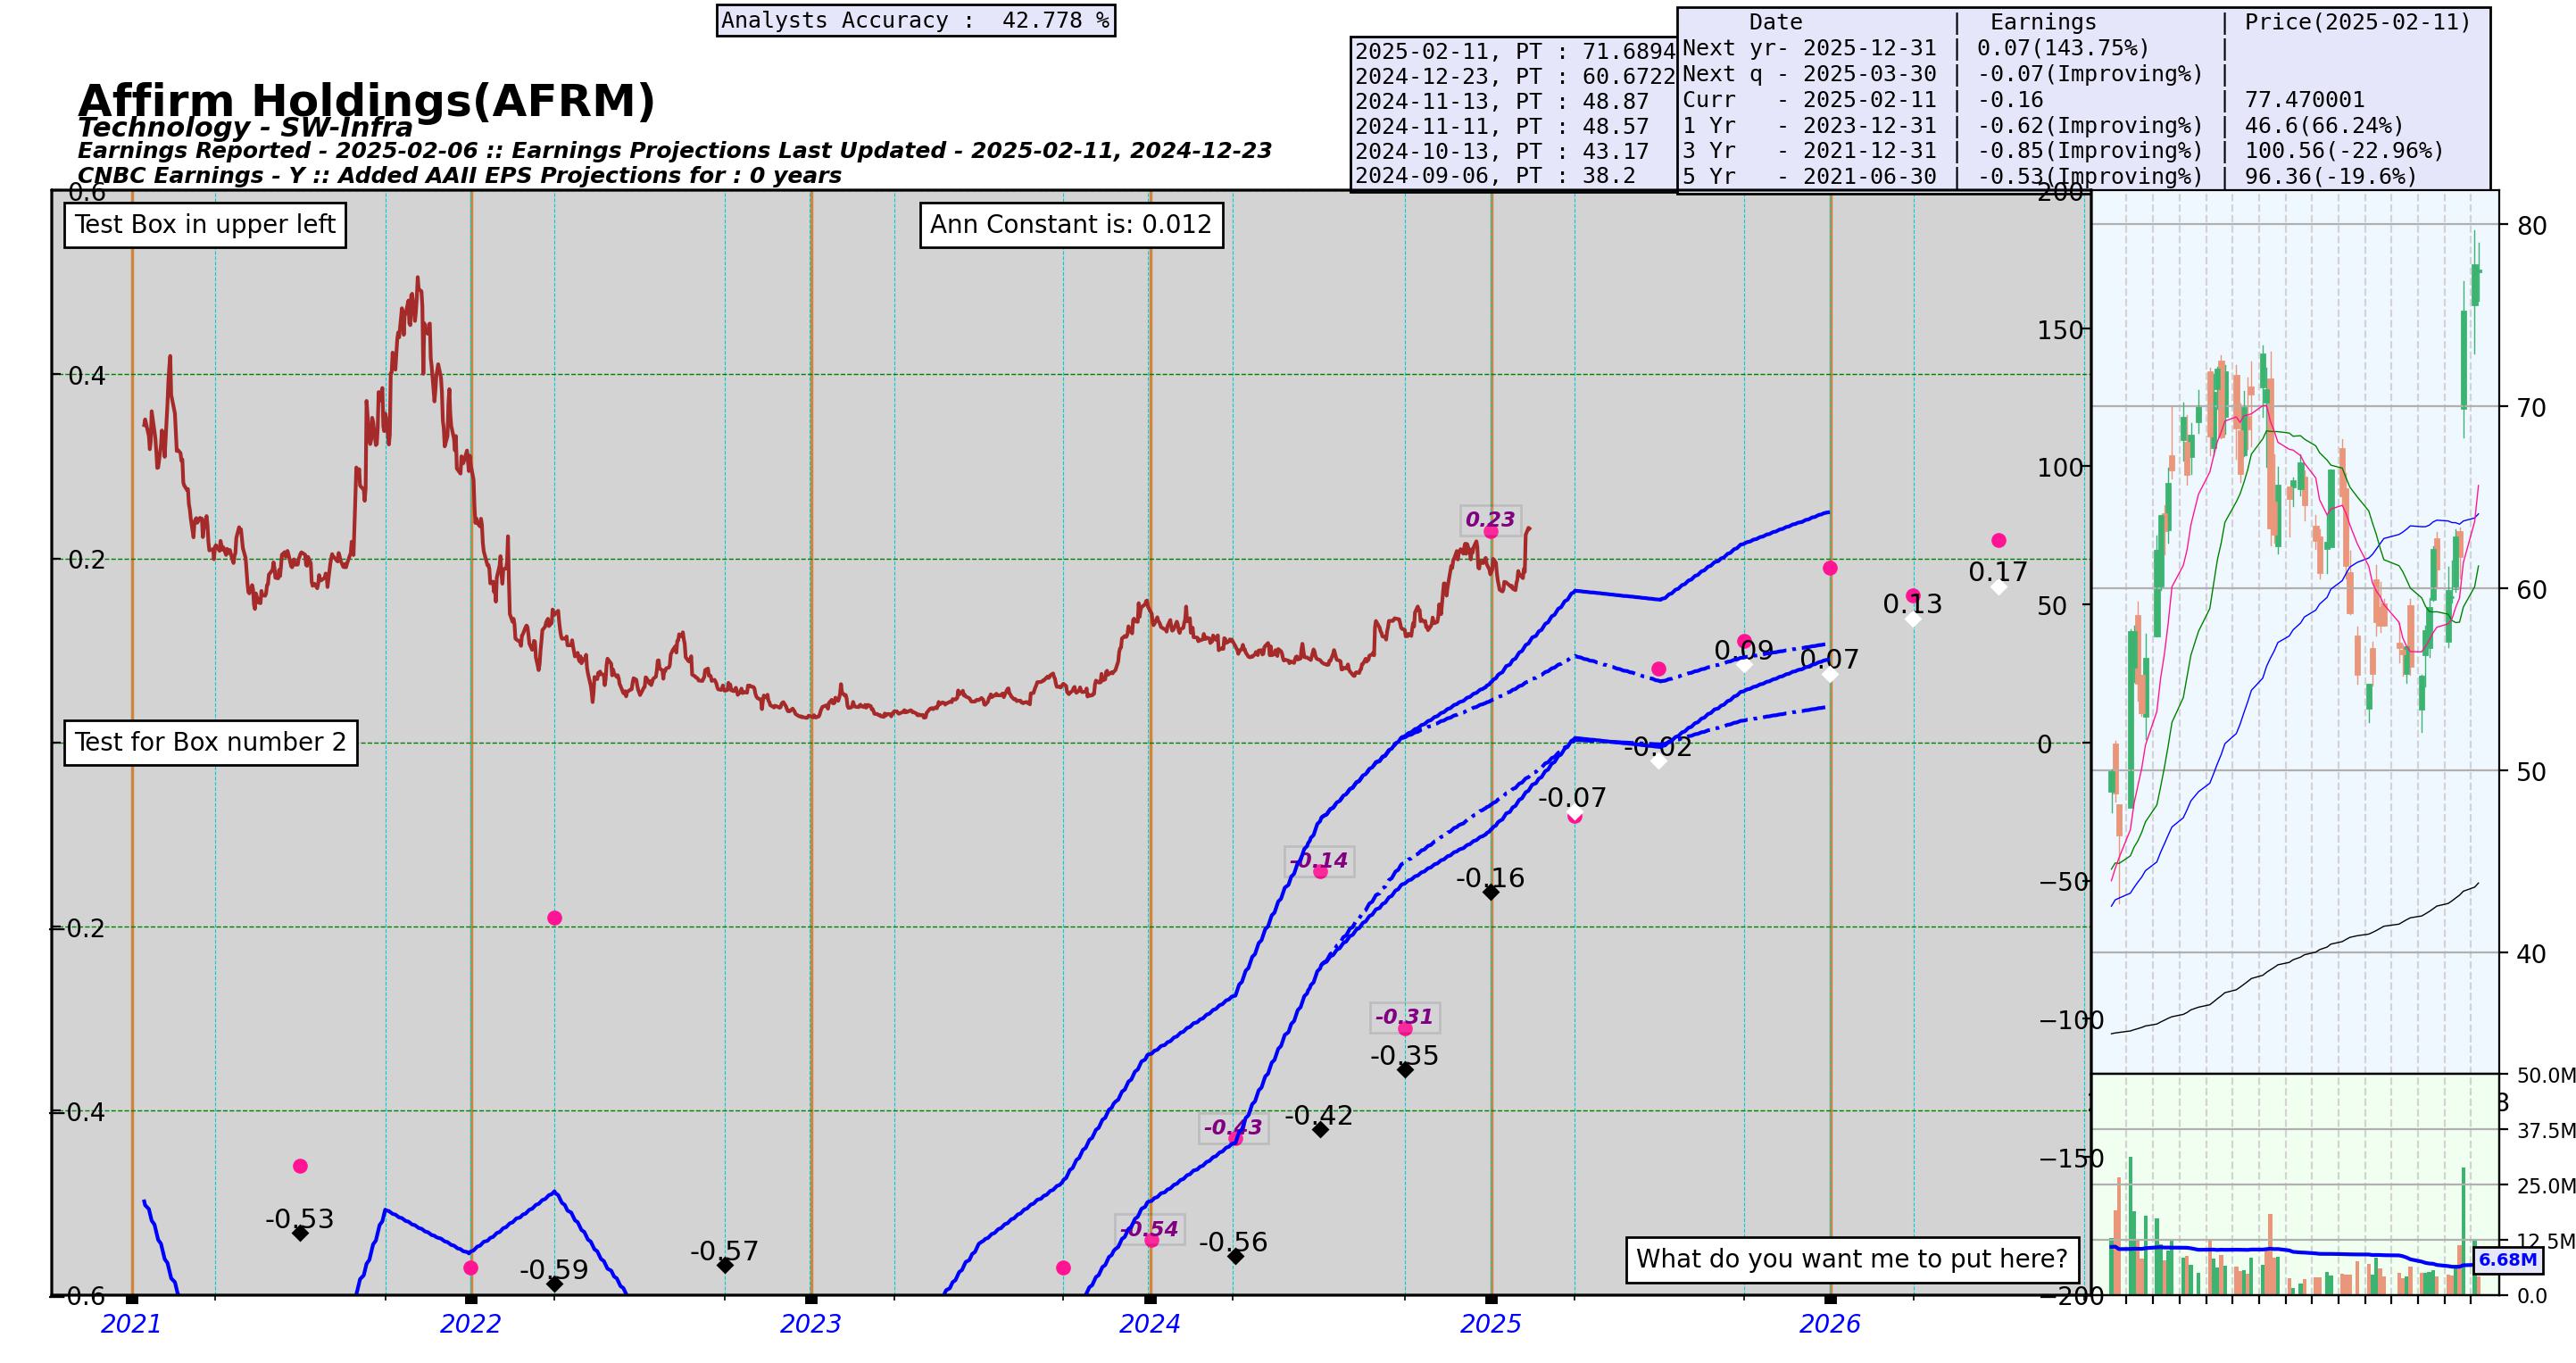 Analysts Accuracy :  42.778 %
Affirm Holdings(AFRM)
Technology - SW-Infra
Earnings Reported - 2025-02-06 :: Earnings Projections Last Updated - 2025-02-11, 2024-12-23
CNBC Earnings - Y :: Added AAII EPS Projections for : 0 years
2025-02-11, PT : 71.6894
2024-12-23, PT : 60.6722
2024-11-13, PT : 48.87
2024-11-11, PT : 48.57
2024-10-13, PT : 43.17
2024-09-06, PT : 38.2
Date | Earnings | Price(2025-02-11)
Next yr- 2025-12-31 | 0.07(143.75%) |
Next q - 2025-03-30 | -0.07(Improving%) |
Curr - 2025-02-11 | -0.16 | 77.470001
1 Yr - 2023-12-31 | -0.62(Improving%) | 46.6(66.24%)
3 Yr - 2021-12-31 | -0.85(Improving%) | 100.56(-22.96%)
5 Yr - 2021-06-30 | -0.53(Improving%) | 96.36(-19.6%)
Test Box in upper left
Ann Constant is: 0.012
Test for Box number 2
What do you want me to put here?
0.6
0.4
0.2
−0.2
−0.4
−0.6
0.23
-0.14
-0.31
-0.43
-0.54
-0.53
-0.59
-0.57
-0.56
-0.42
-0.35
-0.16
-0.07
-0.02
0.09
0.07
0.13
0.17
200
150
100
50
0
−50
−100
−150
−200
80
70
60
50
40
50.0M
37.5M
25.0M
12.5M
6.68M
0.0
2021
2022
2023
2024
2025
2026